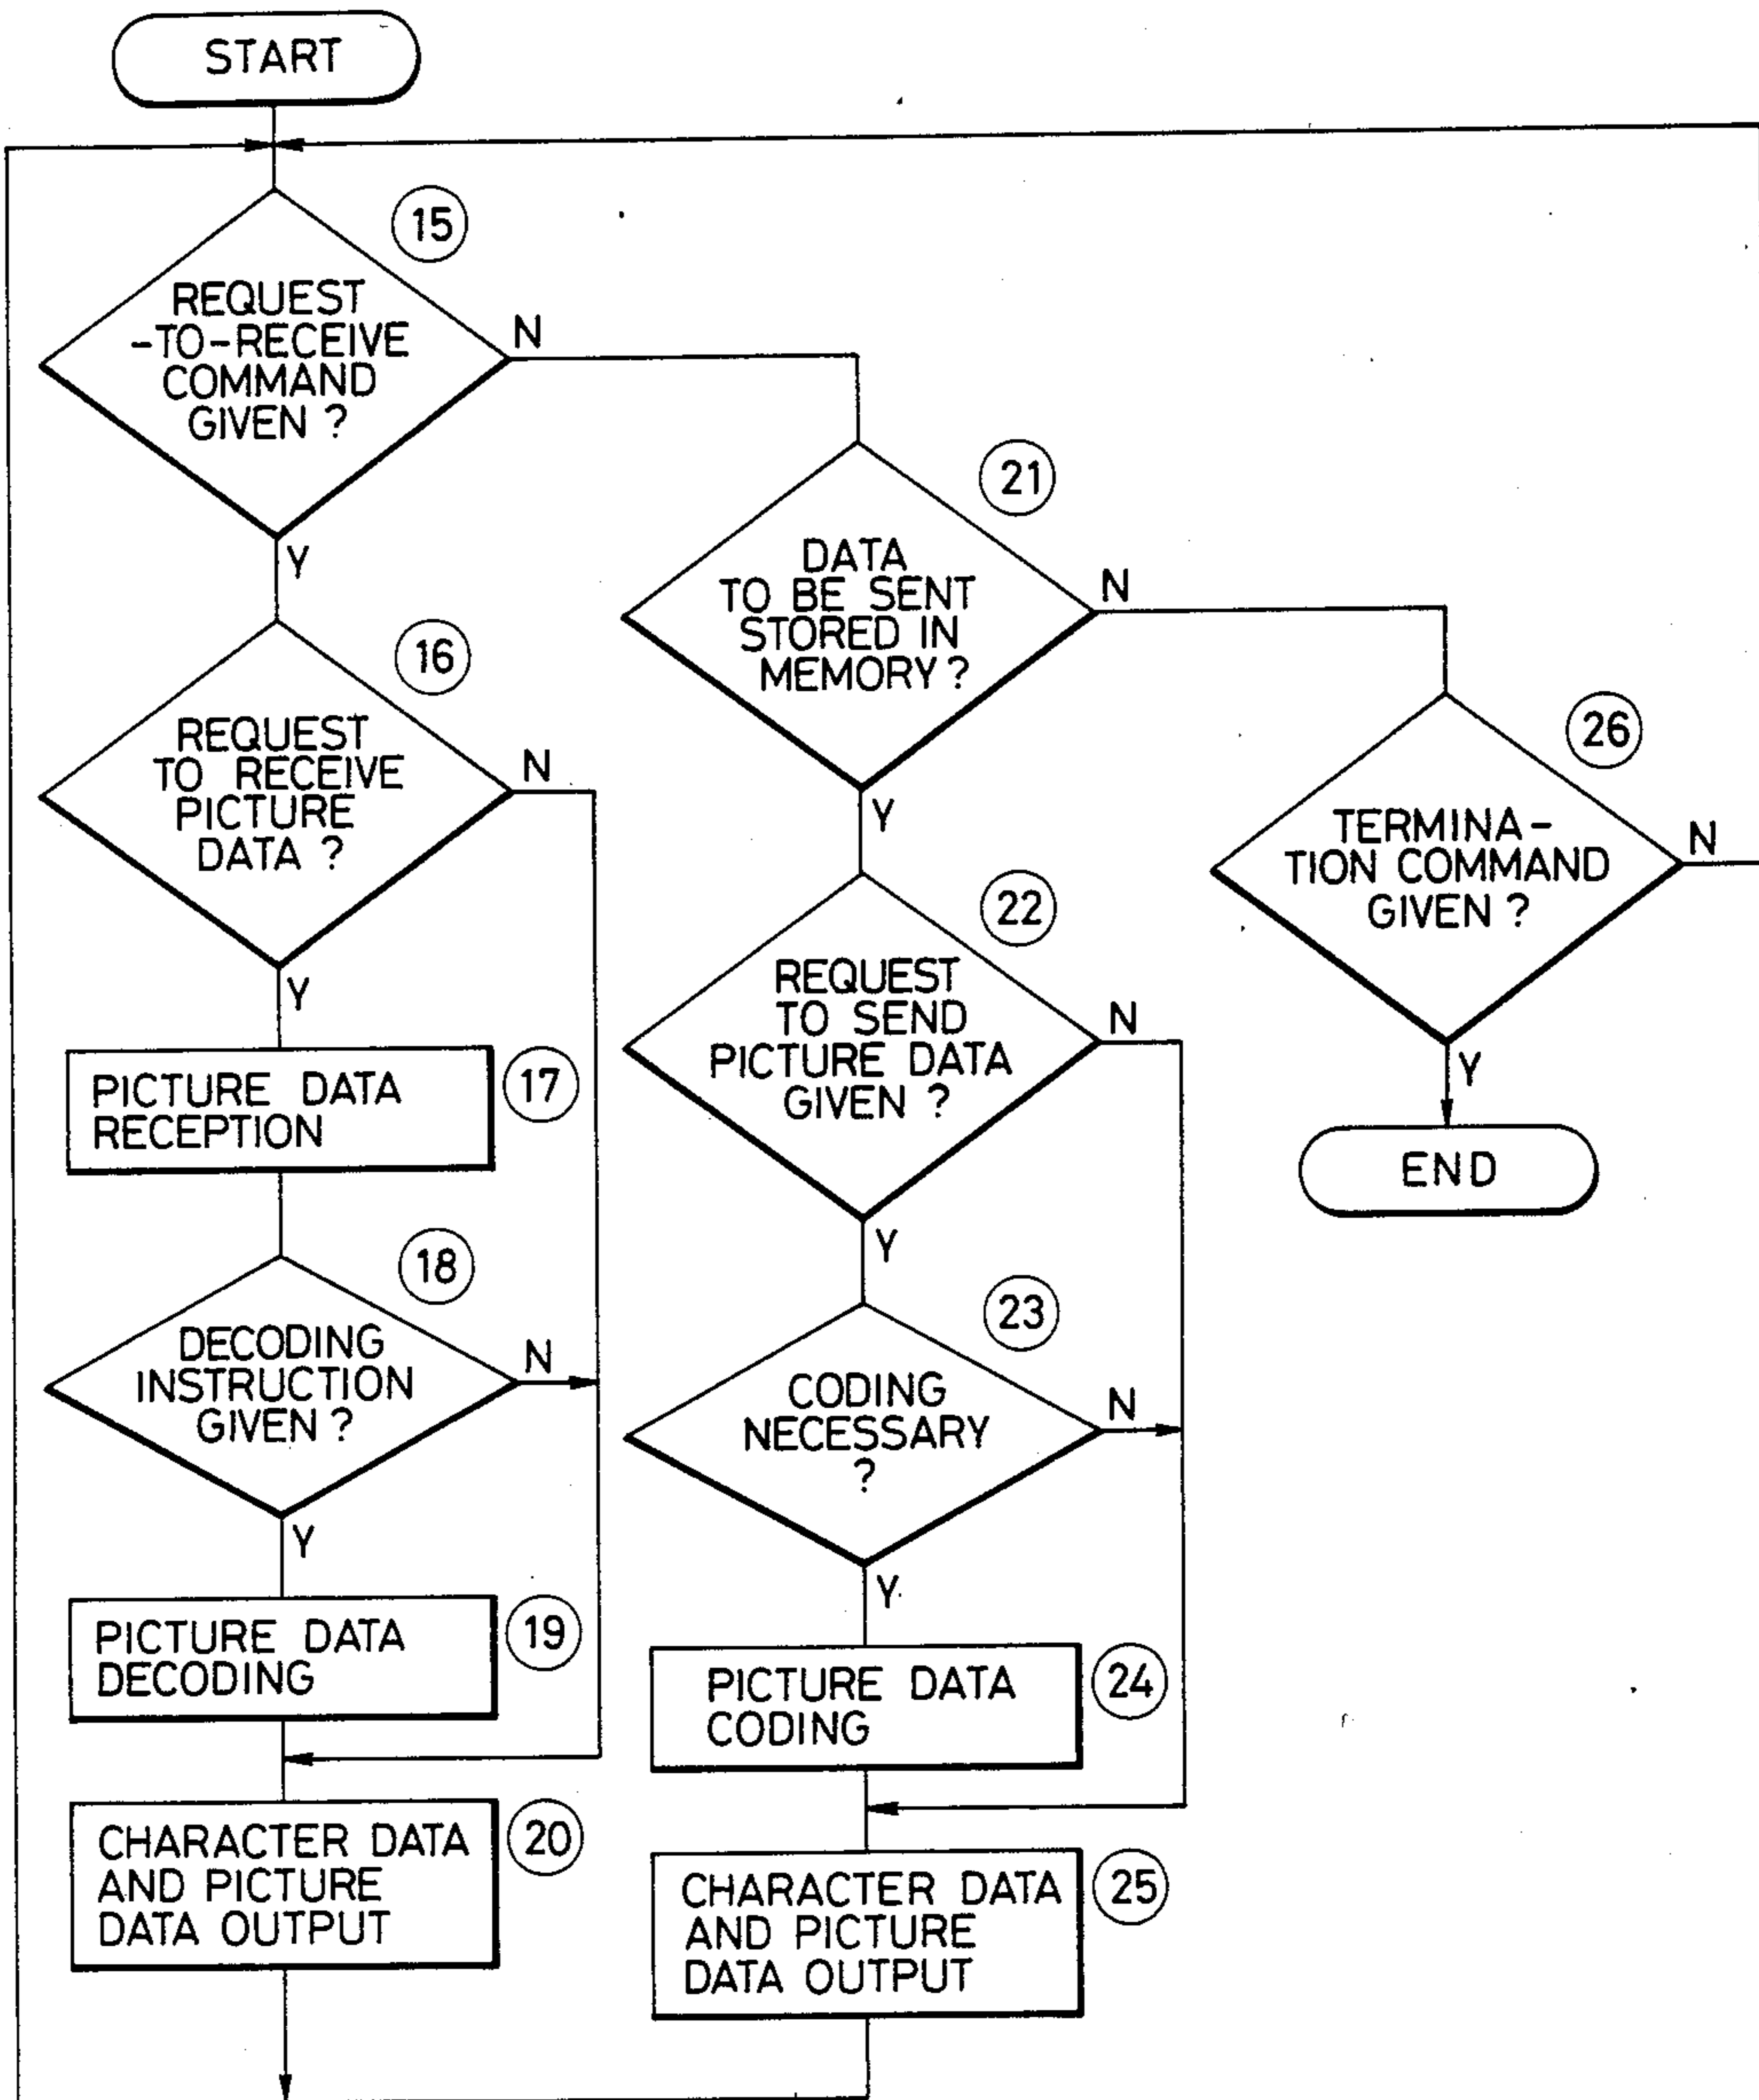 START
15
REQUEST
-TO-RECEIVE
COMMAND
GIVEN ?
N
Y
16
REQUEST
TO RECEIVE
PICTURE
DATA ?
N
Y
PICTURE DATA
RECEPTION
17
18
DECODING
INSTRUCTION
GIVEN ?
N
Y
PICTURE DATA
DECODING
19
CHARACTER DATA
AND PICTURE
DATA OUTPUT
20
21
DATA
TO BE SENT
STORED IN
MEMORY ?
N
Y
22
REQUEST
TO SEND
PICTURE DATA
GIVEN ?
N
Y
23
CODING
NECESSARY
?
N
Y
PICTURE DATA
CODING
24
CHARACTER DATA
AND PICTURE
DATA OUTPUT
25
26
TERMINA-
TION COMMAND
GIVEN ?
N
Y
END